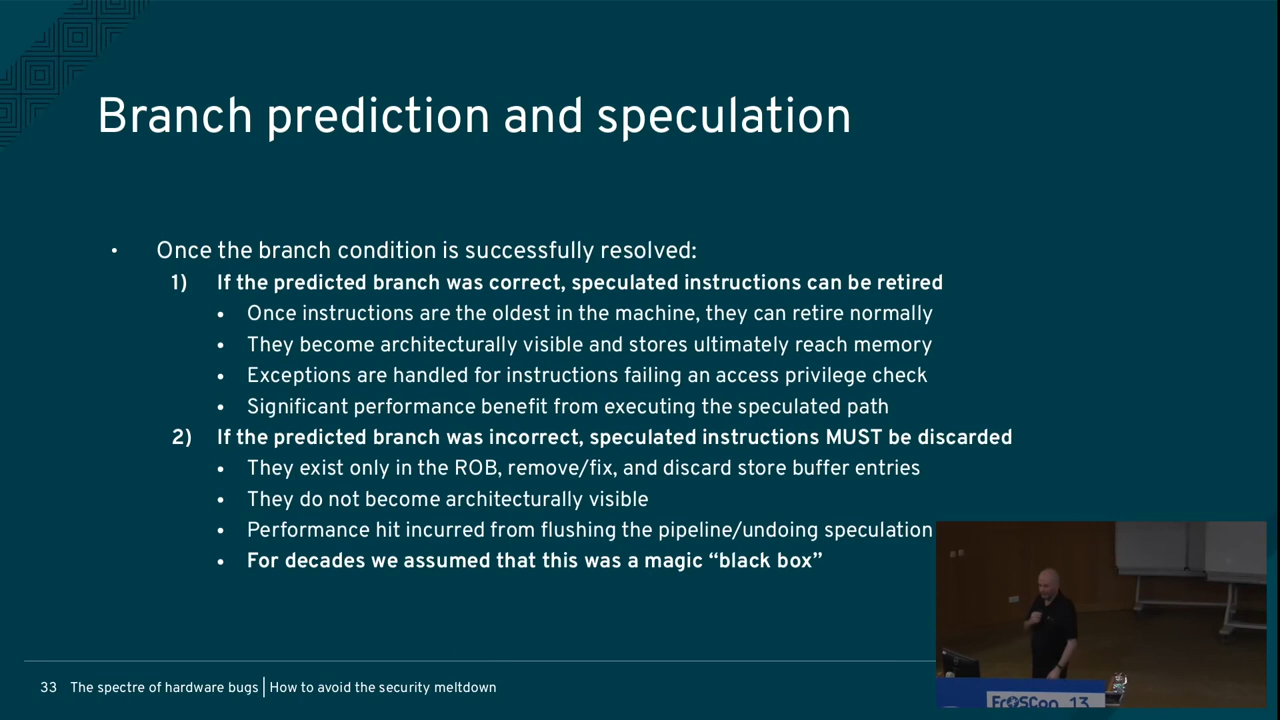 Branch prediction and speculation
• Once the branch condition is successfully resolved:
1) If the predicted branch was correct, speculated instructions can be retired
• Once instructions are the oldest in the machine, they can retire normally
• They become architecturally visible and stores ultimately reach memory
• Exceptions are handled for instructions failing an access privilege check
• Significant performance benefit from executing the speculated path
2) If the predicted branch was incorrect, speculated instructions MUST be discarded
• They exist only in the ROB, remove/fix, and discard store buffer entries
• They do not become architecturally visible
• Performance hit incurred from flushing the pipeline/undoing speculation
• For decades we assumed that this was a magic “black box”
33 The spectre of hardware bugs | How to avoid the security meltdown
FrOSCon 13